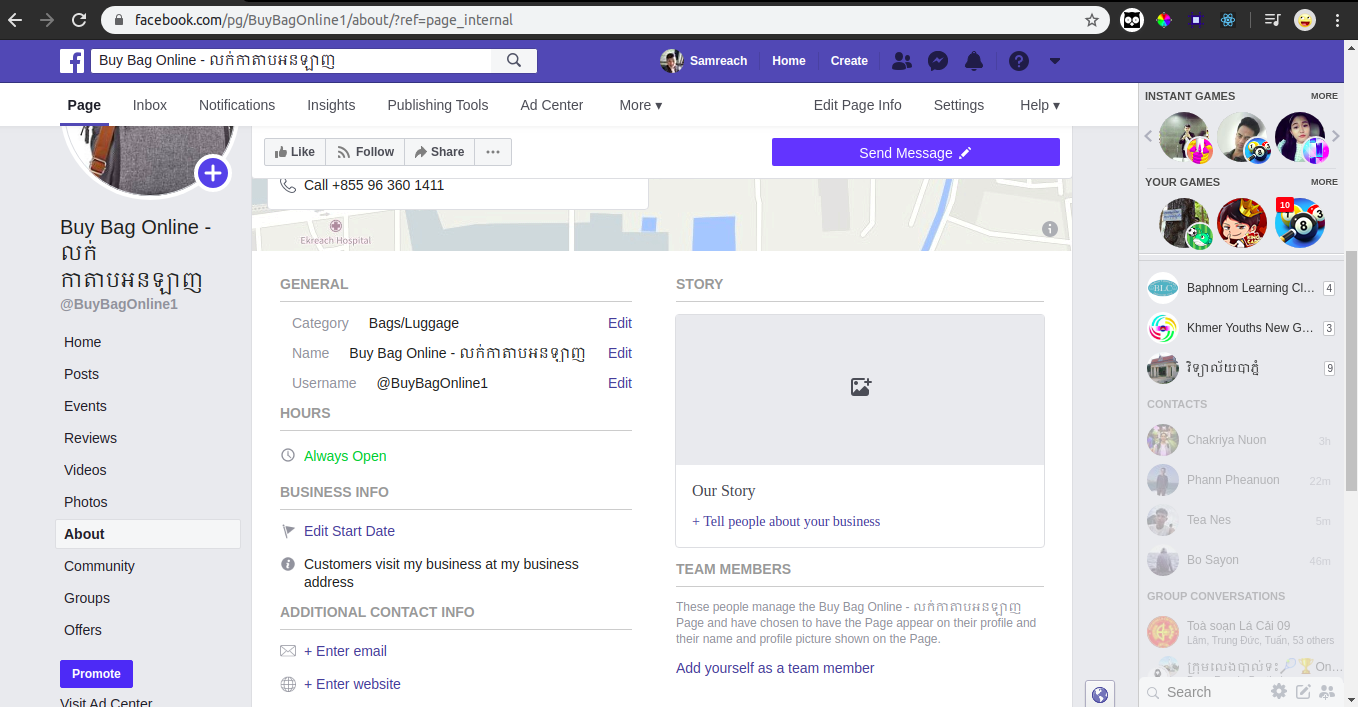 facebook.com/pg/BuyBagOnline1/about/?ref=page_internal
Buy Bag Online - លក់កាតាបអនឡាញ
Samreach Home Create
Page Inbox Notifications Insights Publishing Tools Ad Center More ▾ Edit Page Info Settings Help ▾
Like Follow Share ... Send Message
Call +855 96 360 1411
Ekreach Hospital
Buy Bag Online -
លក់
កាតាបអនឡាញ
@BuyBagOnline1
Home
Posts
Events
Reviews
Videos
Photos
About
Community
Groups
Offers
Promote
Visit Ad Center
GENERAL
Category Bags/Luggage Edit
Name Buy Bag Online - លក់កាតាបអនឡាញ Edit
Username @BuyBagOnline1 Edit
HOURS
Always Open
BUSINESS INFO
Edit Start Date
Customers visit my business at my business
address
ADDITIONAL CONTACT INFO
+ Enter email
+ Enter website
STORY
Our Story
+ Tell people about your business
TEAM MEMBERS
These people manage the Buy Bag Online - លក់កាតាបអនឡាញ
Page and have chosen to have the Page appear on their profile and
their name and profile picture shown on the Page.
Add yourself as a team member
INSTANT GAMES MORE
YOUR GAMES MORE
10
Baphnom Learning Cl... 4
Khmer Youths New G... 3
វិទ្យាល័យបាភ្នំ 9
CONTACTS
Chakriya Nuon 3h
Phann Pheanuon 22m
Tea Nes 5m
Bo Sayon 46m
GROUP CONVERSATIONS
Toà soạn Lá Cải 09
Lâm, Trung Đức, Tuấn, 53 others
ក្រុមលេងបាល់ទះ🏸🏆On...
Search